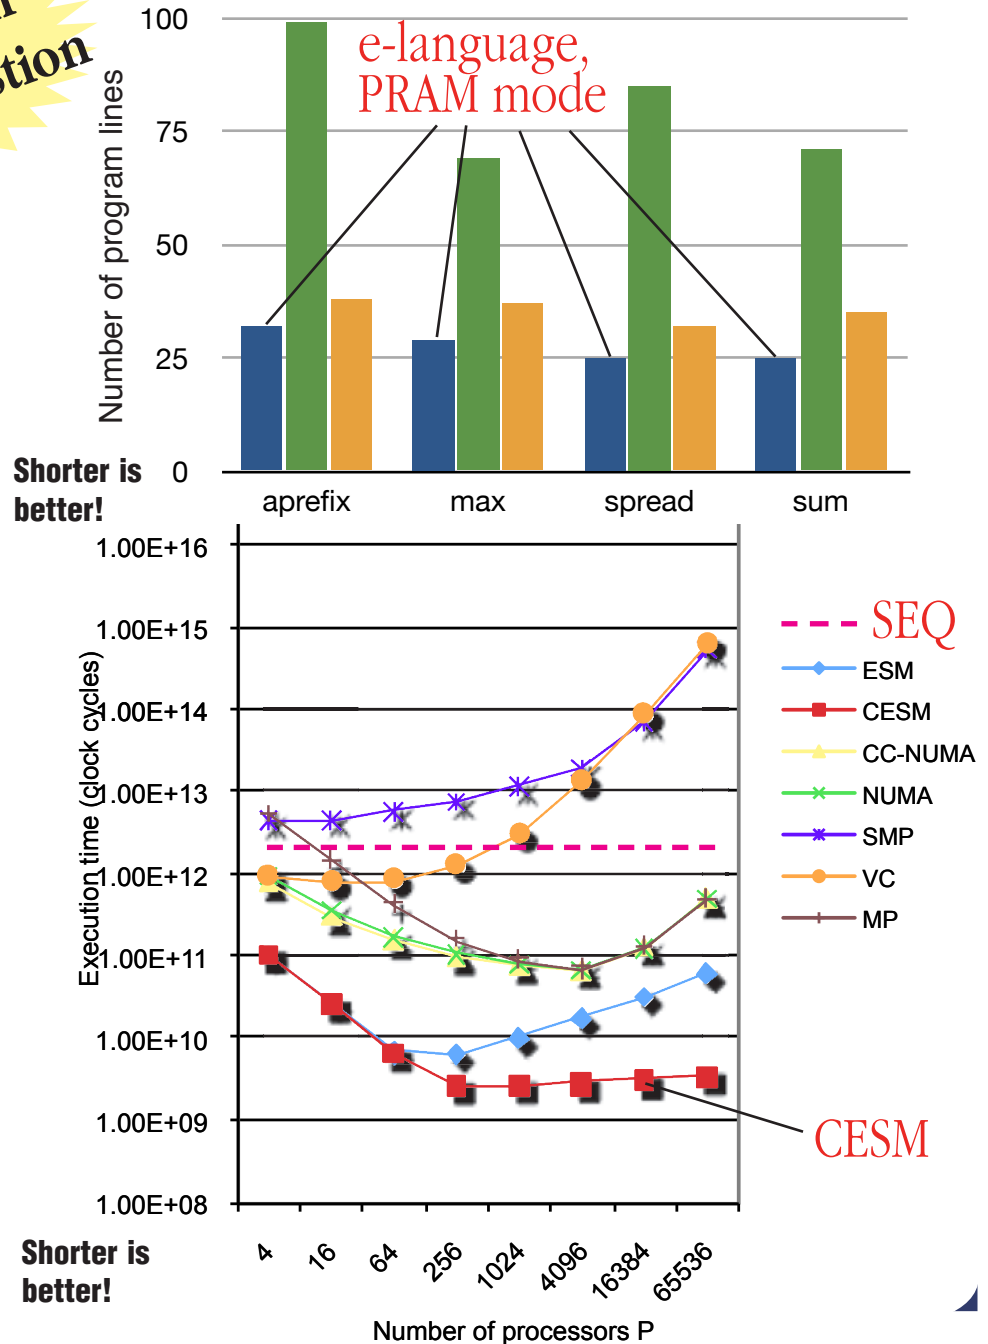 100
e-language,
PRAM mode
75
50
25
0
Number of program lines
Shorter is
better!
aprefix
max
spread
sum
1.00E+16
1.00E+15
1.00E+14
1.00E+13
1.00E+12
1.00E+11
1.00E+10
1.00E+09
1.00E+08
Execution time (clock cycles)
SEQ
ESM
CESM
CC-NUMA
NUMA
SMP
VC
MP
CESM
4
16
64
256
1024
4096
16384
65536
Shorter is
better!
Number of processors P